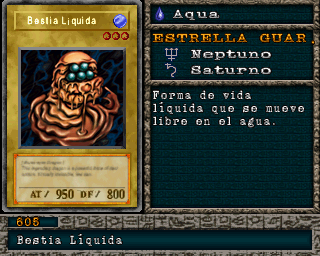 Bestia Líquida
AT/ 950 DF/ 800
Aqua
ESTRELLA GUAR.
Neptuno
Saturno
Forma de vida
líquida que se mueve
libre en el agua.
605
Bestia Líquida